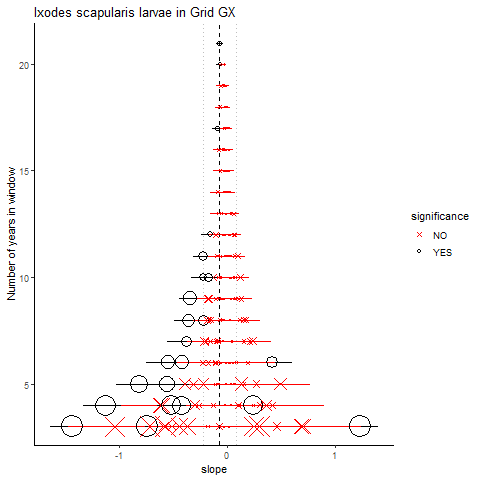 Ixodes scapularis larvae in Grid GX
20
15
10
5
Number of years in window
-1
0
1
slope
significance
NO
YES